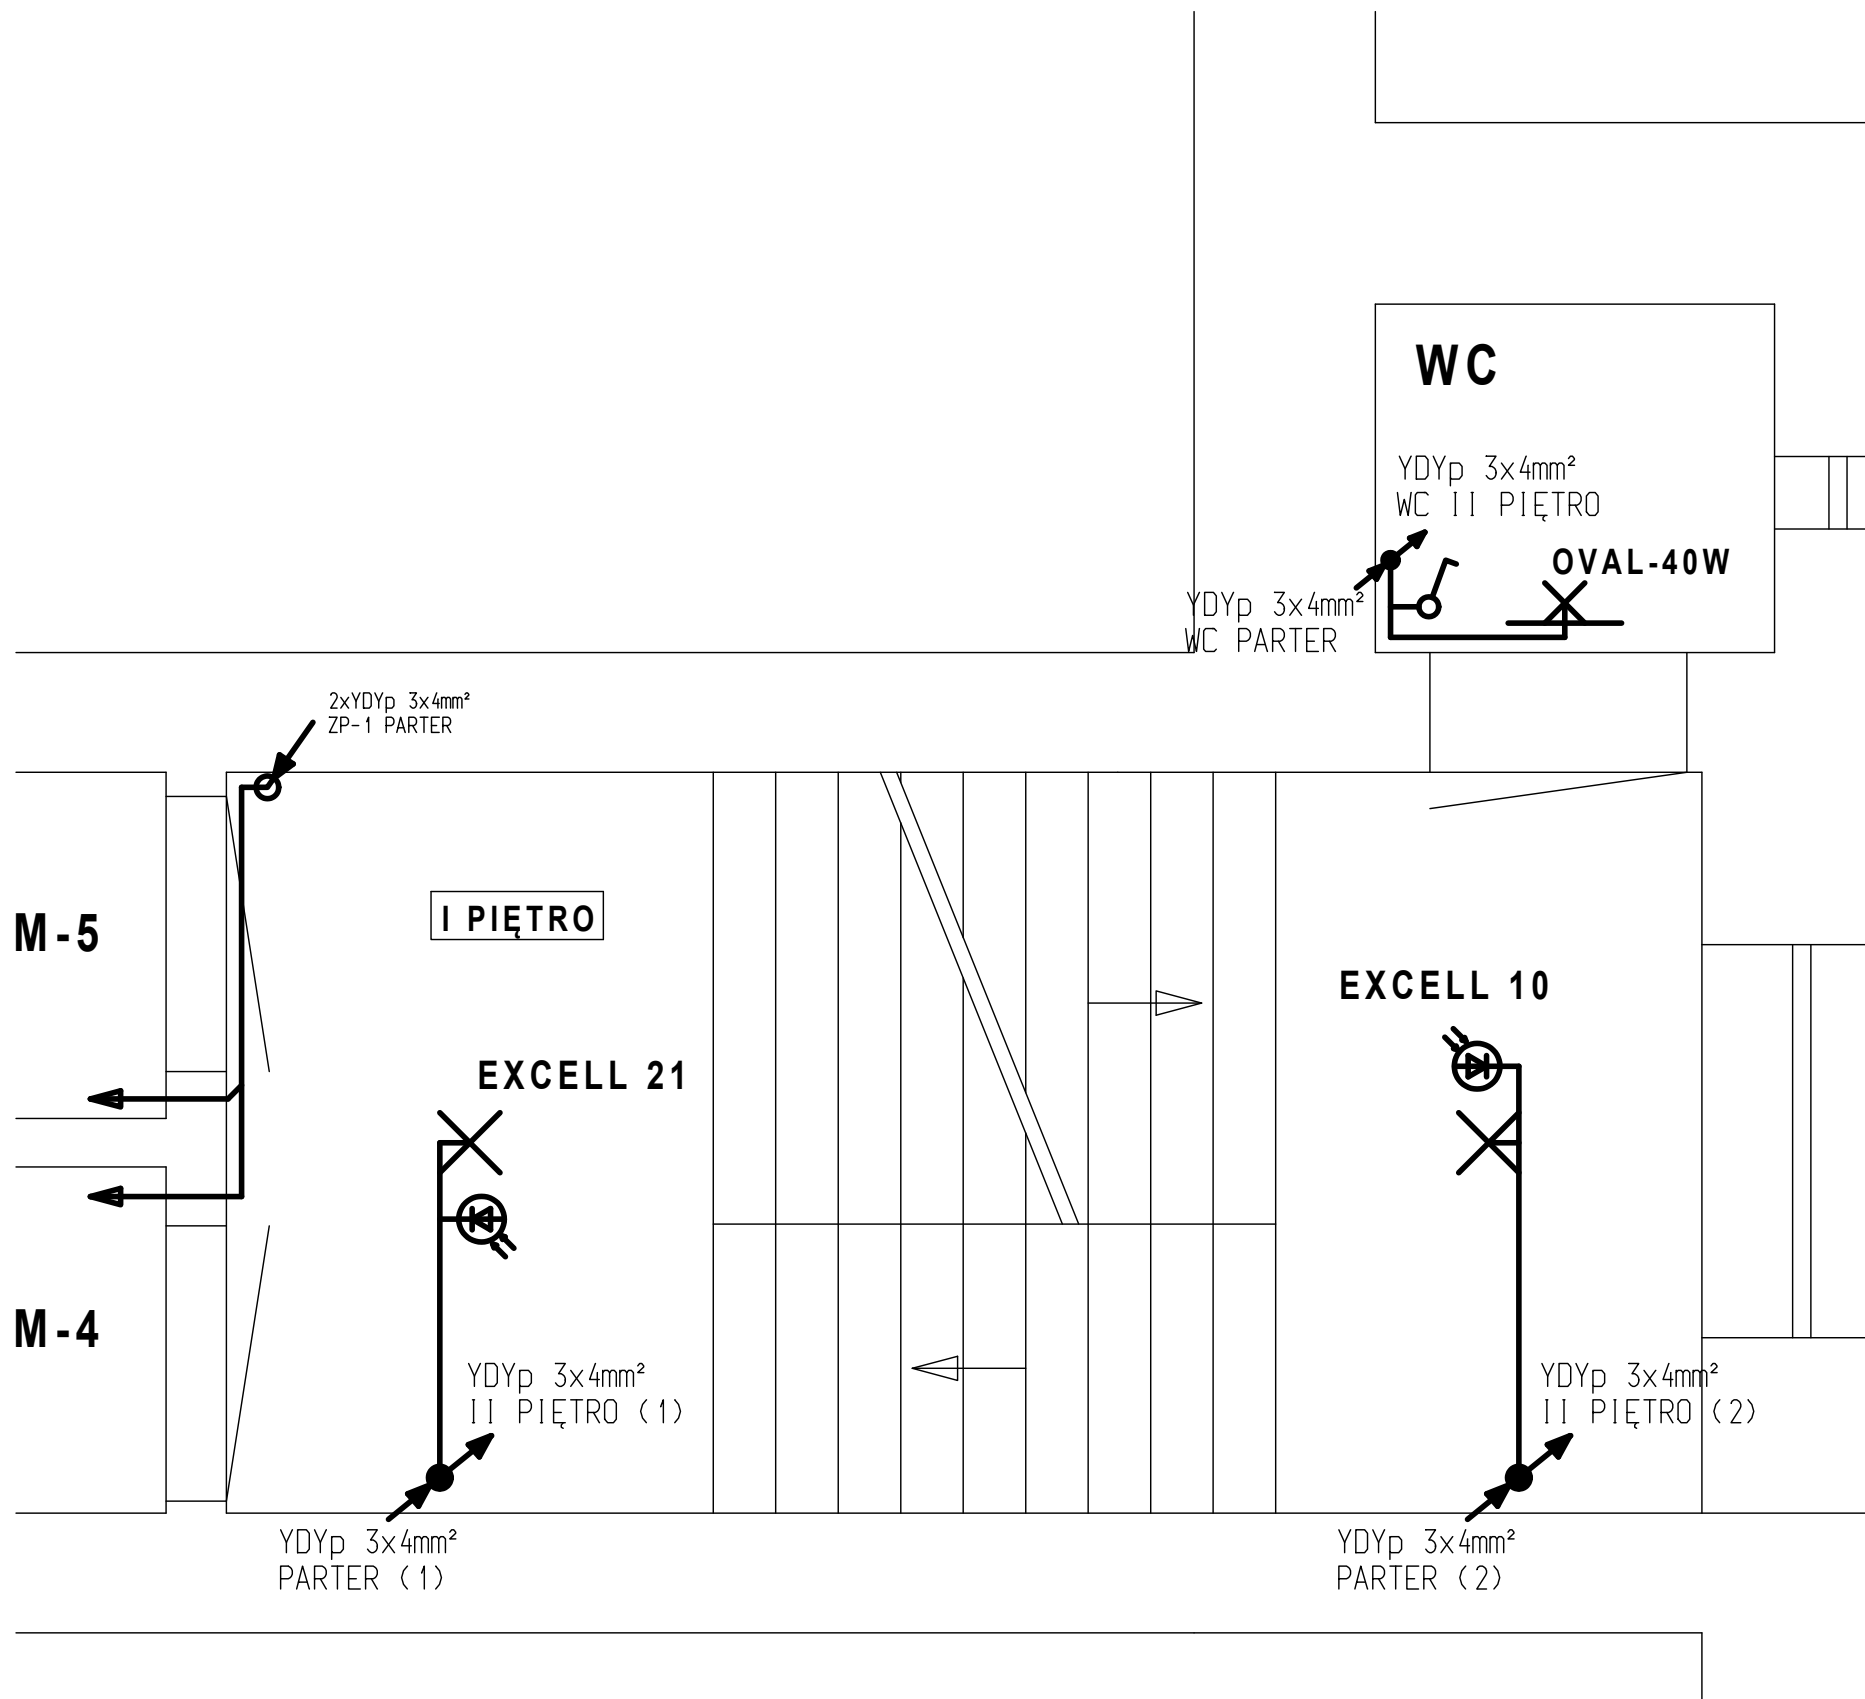 WC
YDYp 3x4mm²
WC II PIĘTRO
OVAL-40W
YDYp 3x4mm²
WC PARTER
2xYDYp 3x4mm²
ZP-1 PARTER
I PIĘTRO
M-5
EXCELL 10
EXCELL 21
M-4
YDYp 3x4mm²
II PIĘTRO (1)
YDYp 3x4mm²
II PIĘTRO (2)
YDYp 3x4mm²
PARTER (1)
YDYp 3x4mm²
PARTER (2)